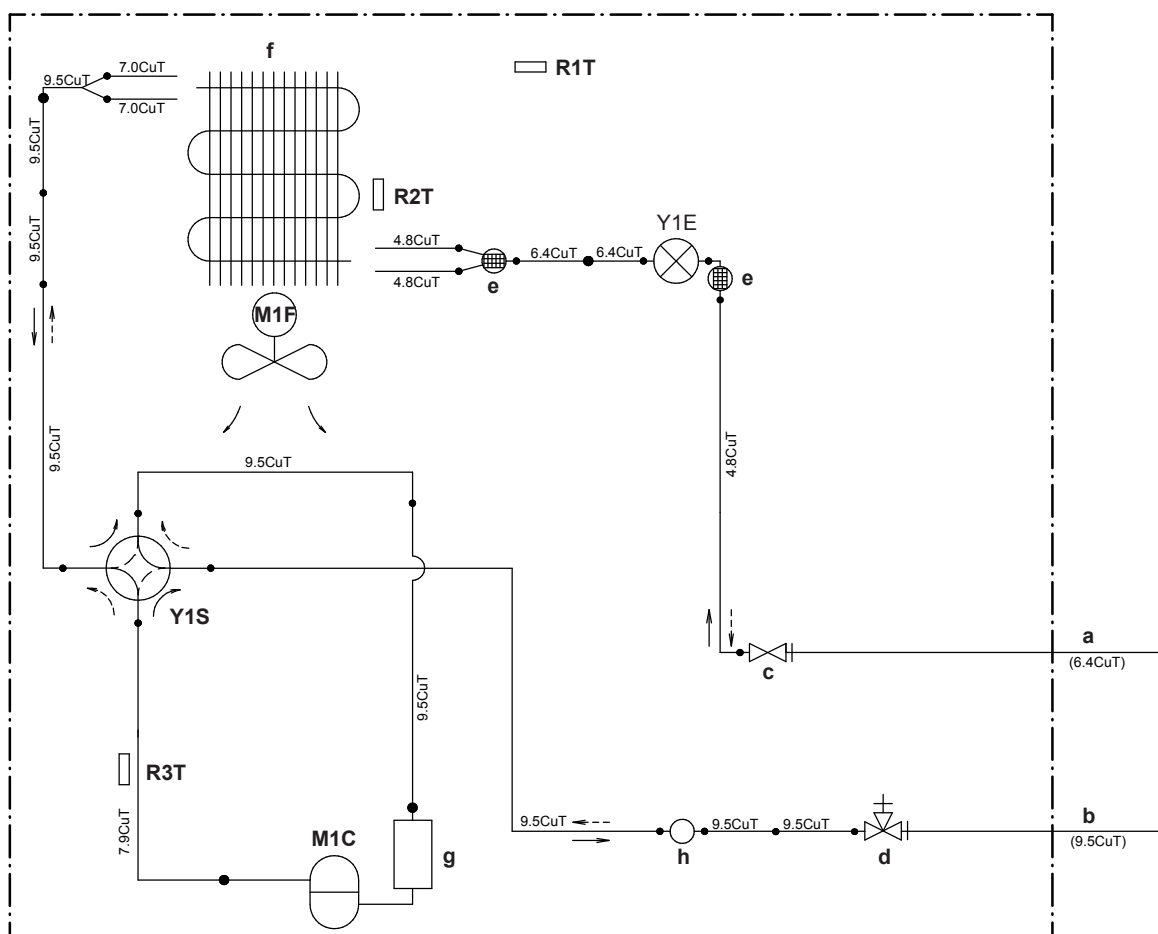 f
R1T
7.0CuT
9.5CuT
7.0CuT
9.5CuT
R2T
Y1E
9.5CuT
4.8CuT
6.4CuT
6.4CuT
4.8CuT
e
e
M1F
9.5CuT
9.5CuT
4.8CuT
Y1S
a
(6.4CuT)
c
9.5CuT
R3T
7.9CuT
M1C
g
9.5CuT
h
9.5CuT
9.5CuT
d
b
(9.5CuT)